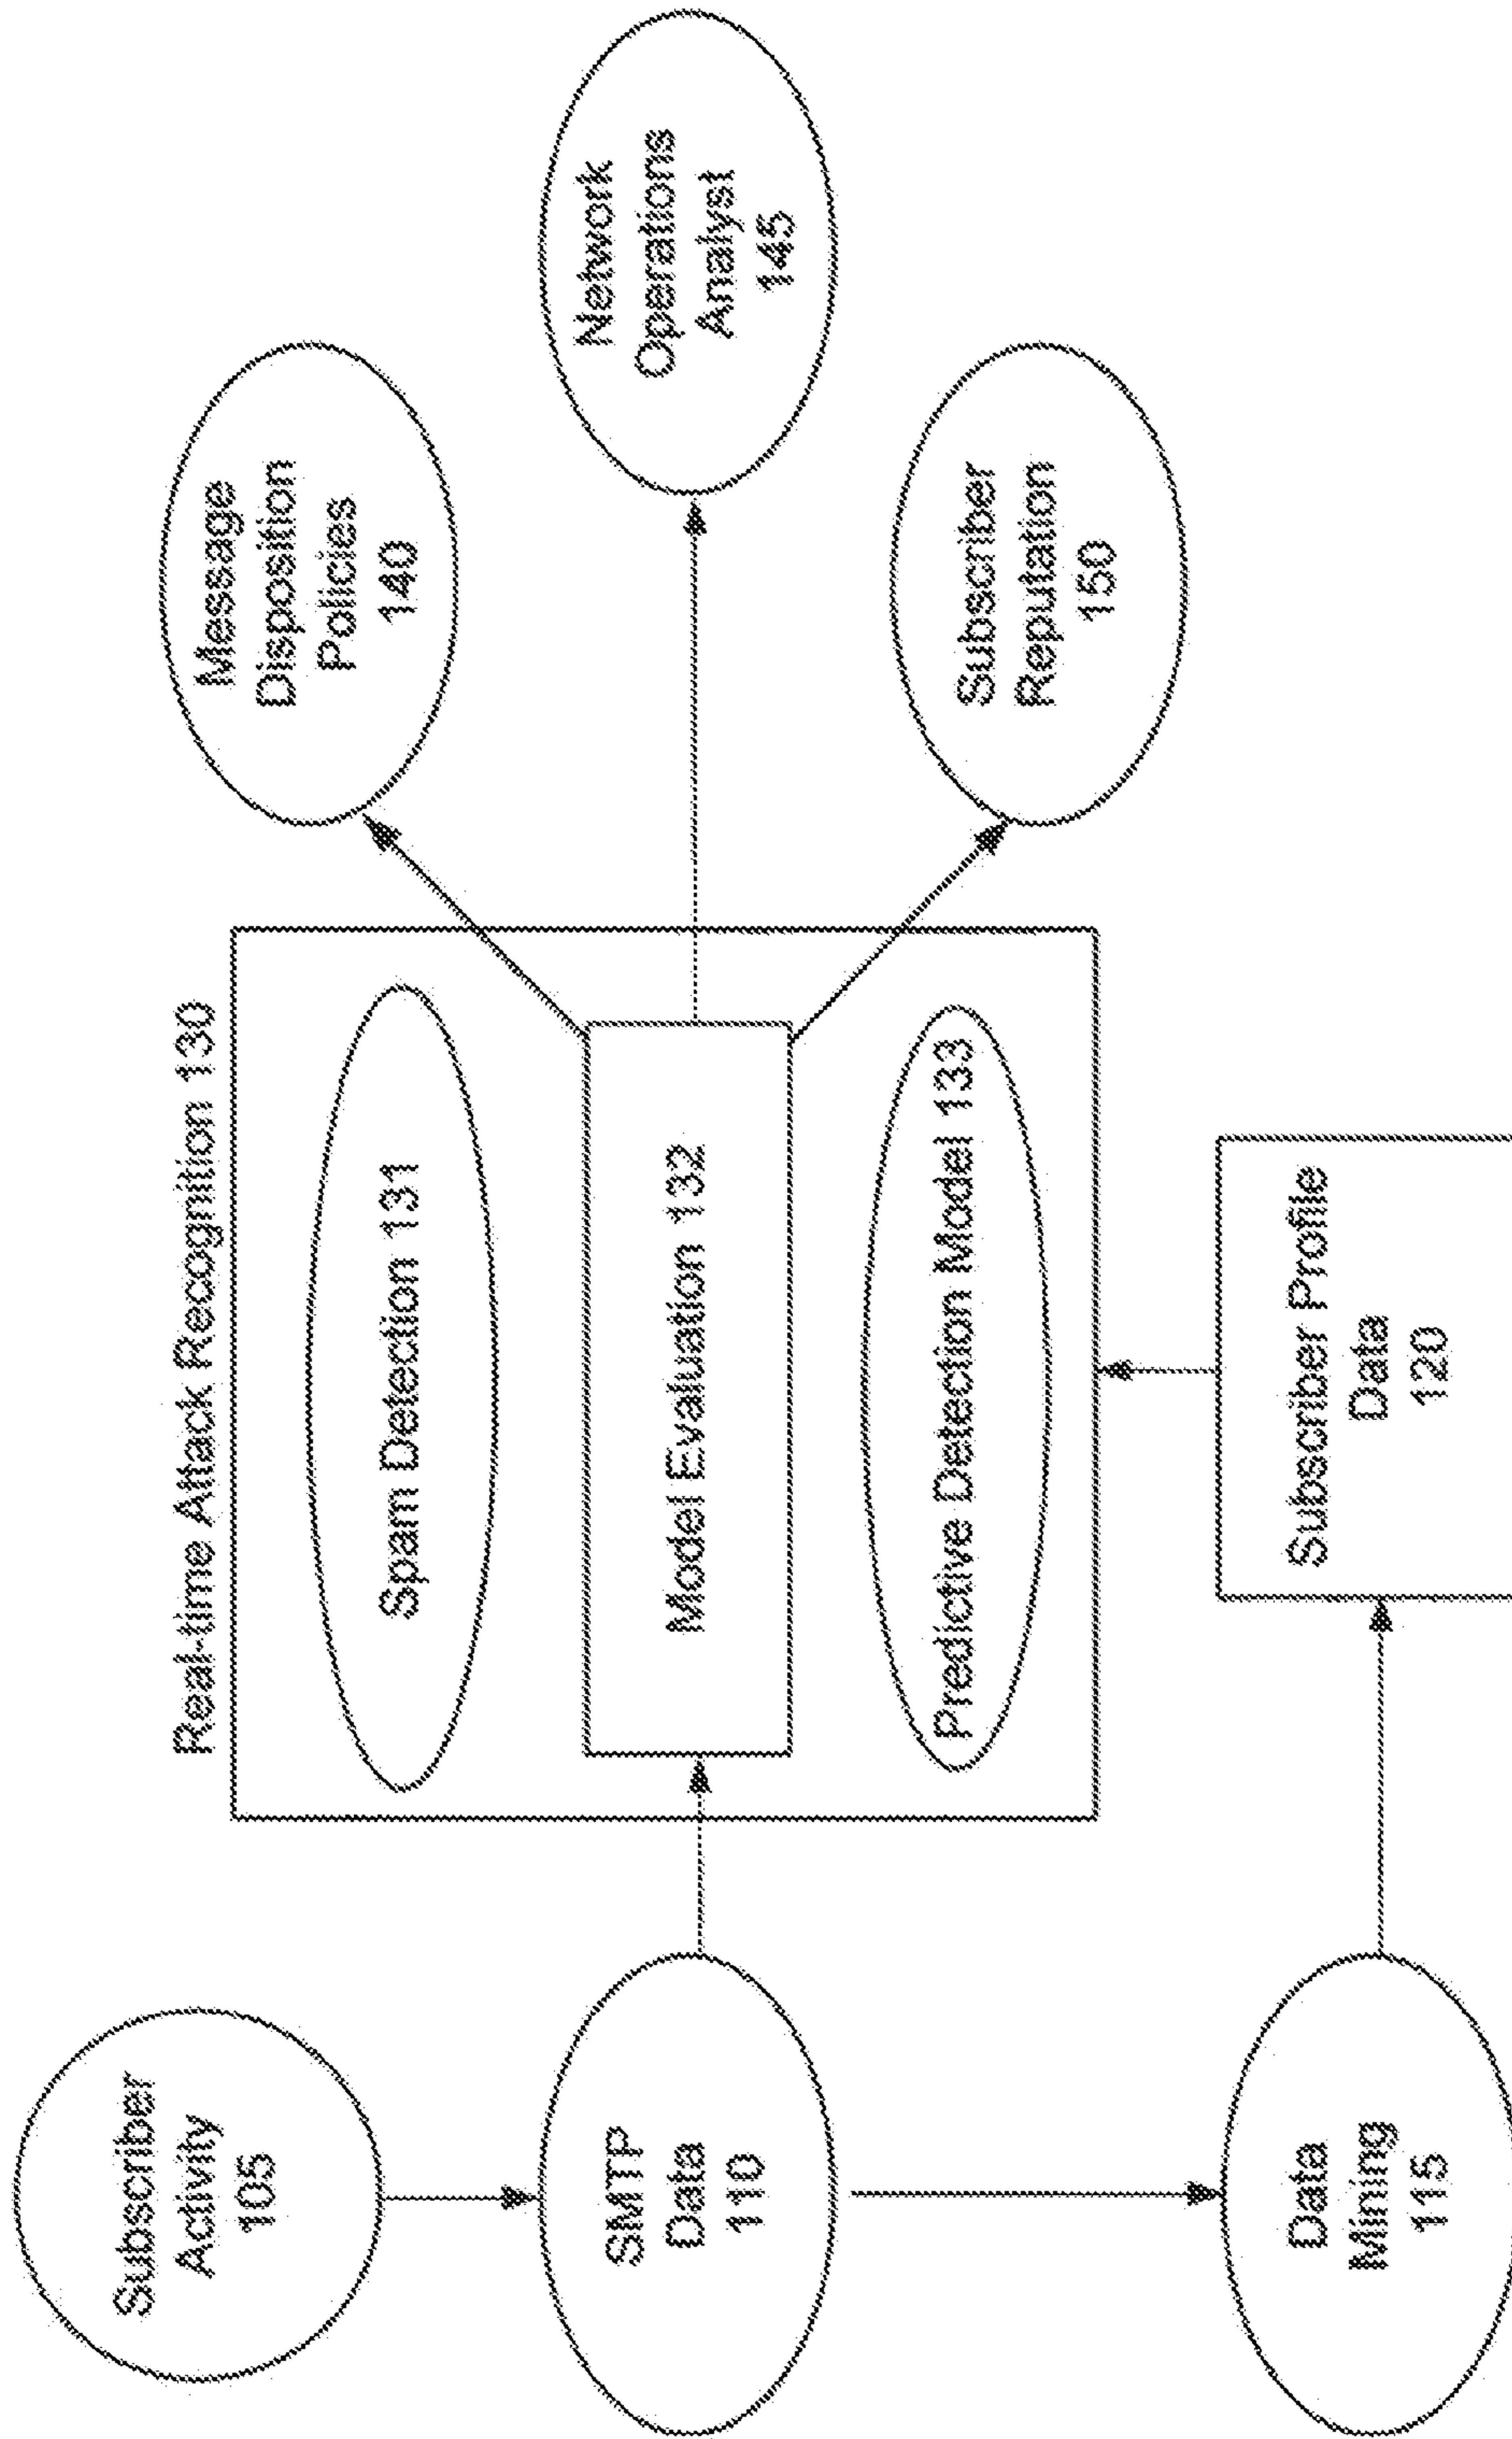 Subscriber
Activity
105
SMTP
Data
110
Data
Mining
115
Real-time Attack Recognition 130
Spam Detection 131
Model Evaluation 132
Predictive Detection Model 133
Subscriber Profile
Data
120
Message
Disposition
Policies
140
Network
Operations
Analyst
145
Subscriber
Reputation
150